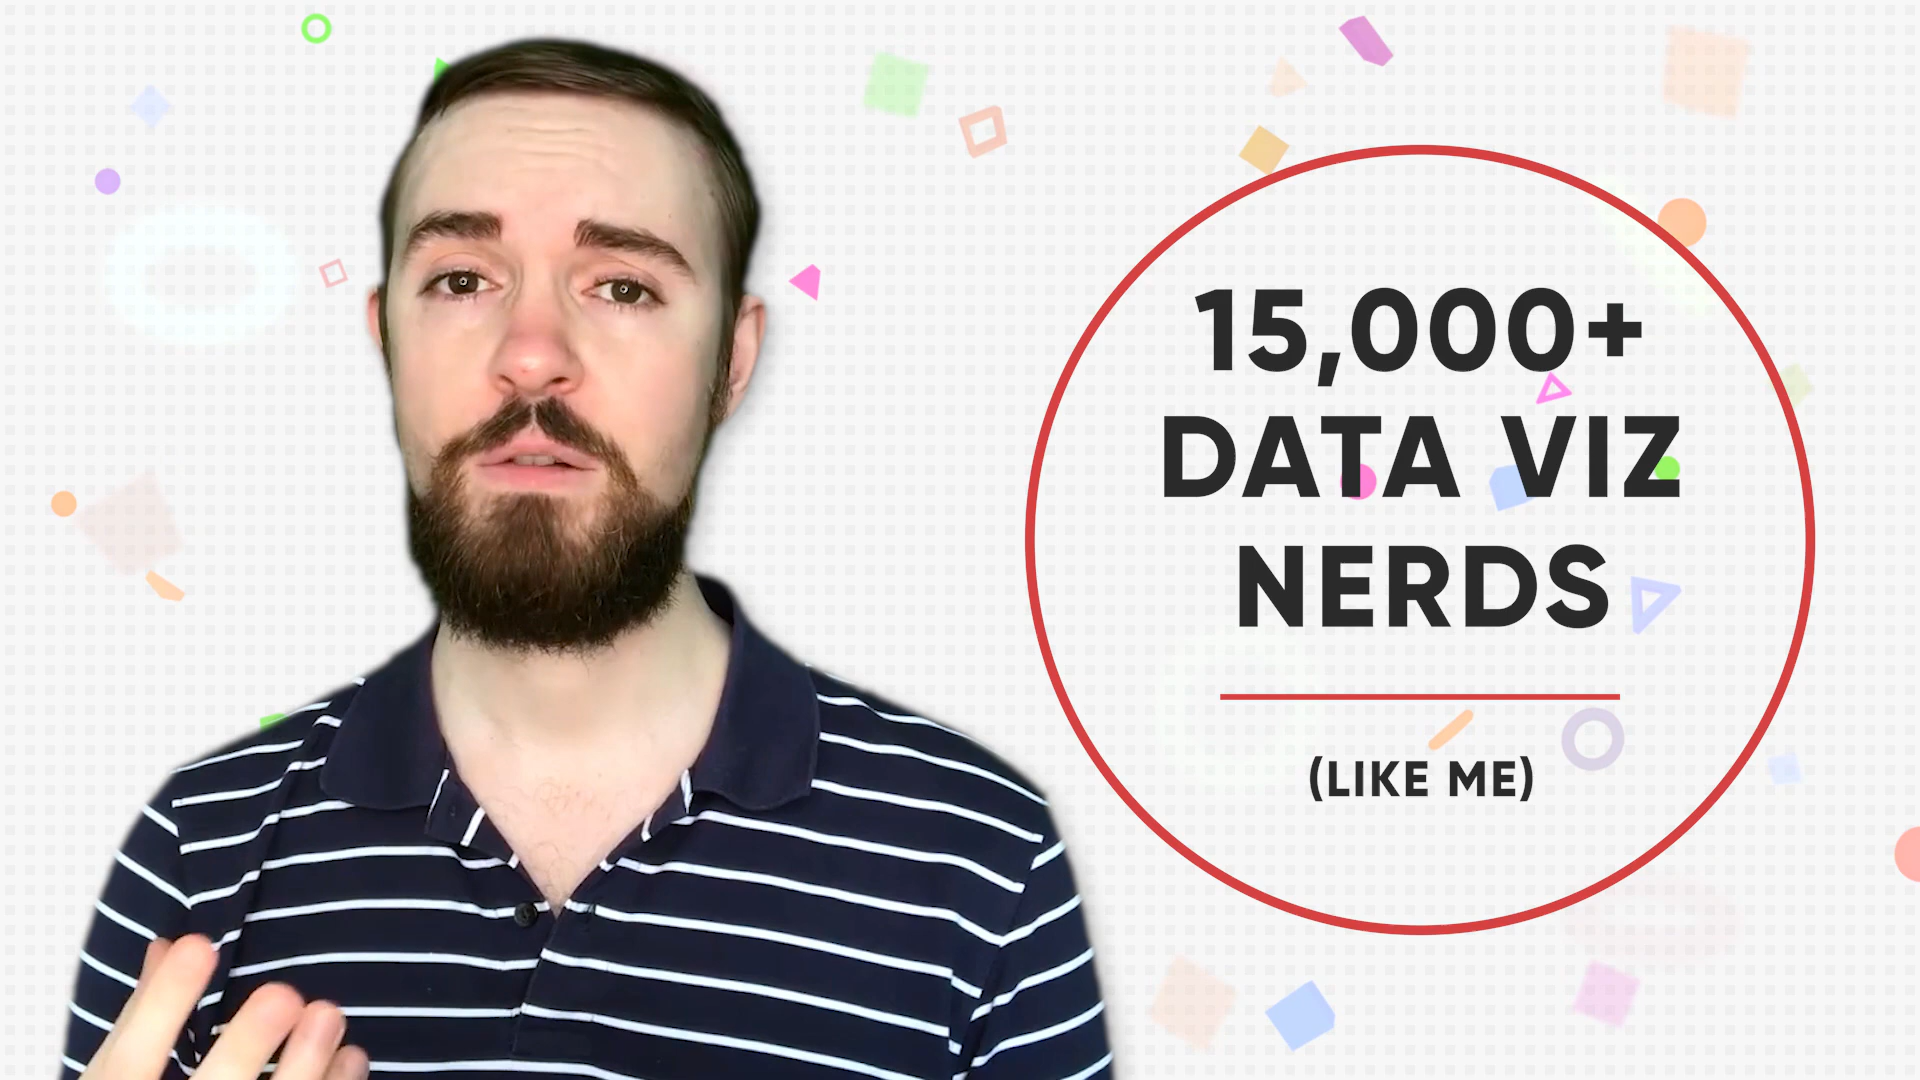 15,000+
DATA VIZ
NERDS
(LIKE ME)